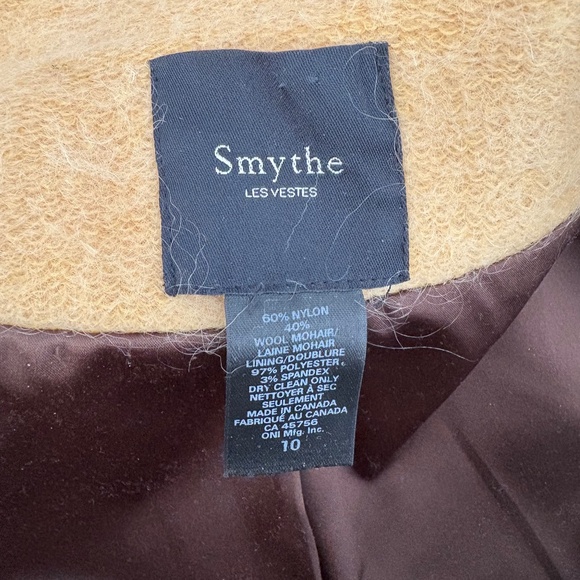 Smythe
LES VESTES
60% NYLON
40%
WOOL MOHAIR/
LAINE MOHAIR
LINING/DOUBLURE
97% POLYESTER
3% SPANDEX
DRY CLEAN ONLY
NETTOYER À SEC
SEULEMENT
MADE IN CANADA
FABRIQUÉ AU CANADA
CA 45756
ONI Mfg. Inc.
10